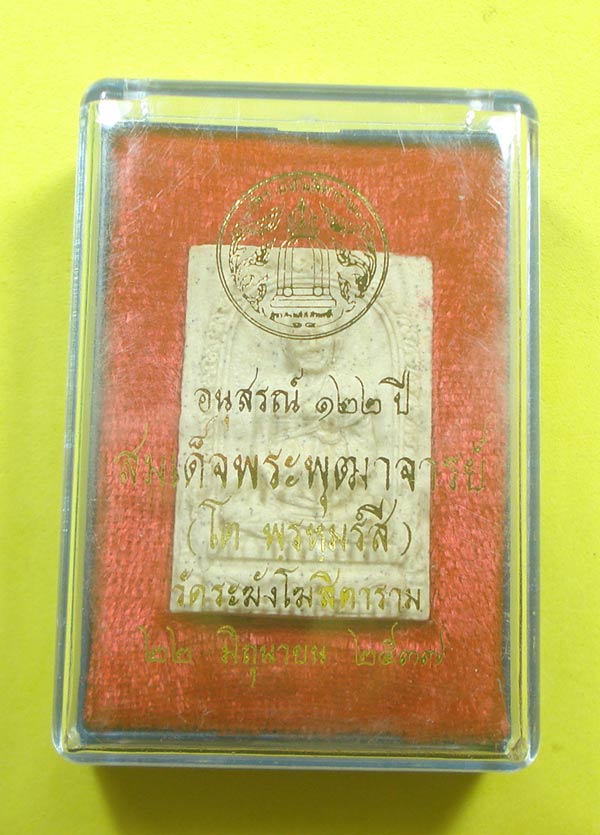 ๑๔
อนุสรณ์ ๑๒๒ ปี
สมเด็จพระพุฒาจารย์
(โต พรหฺมรํสี)
วัดระฆังโฆสิตาราม
๒๒ มิถุนายน ๒๕๓๗